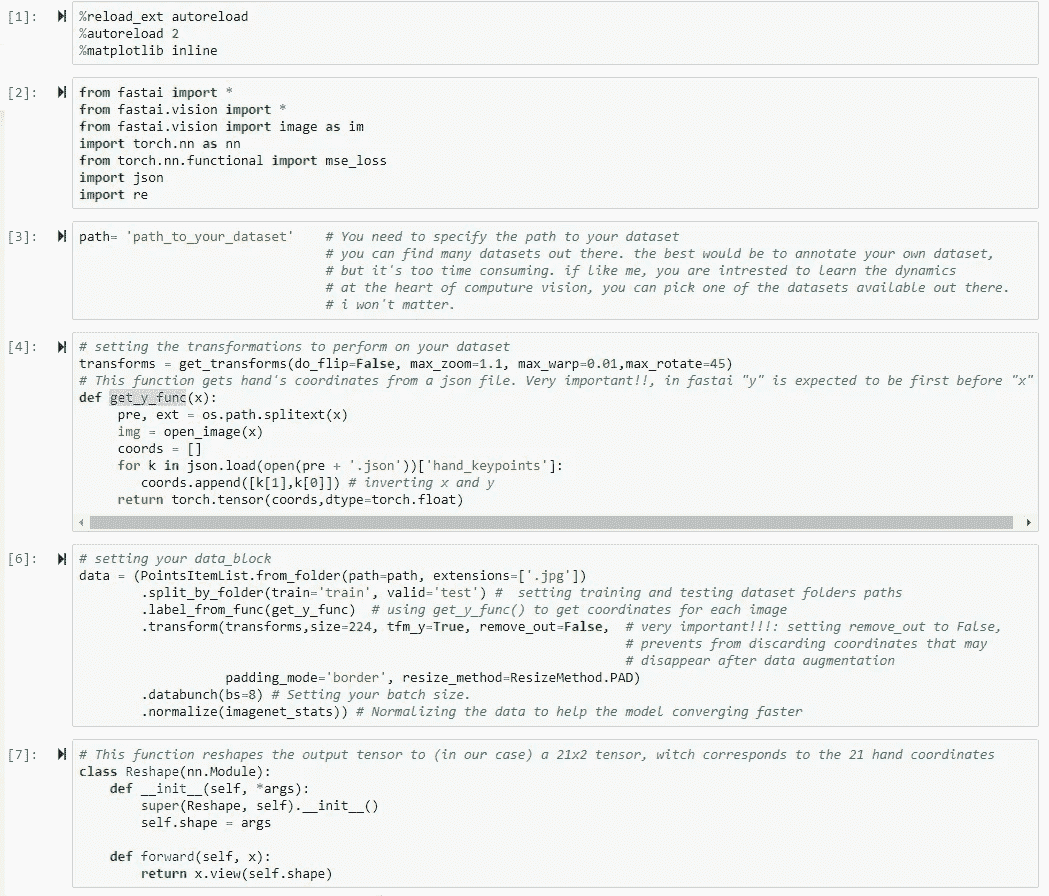 [1]: %reload_ext autoreload
%autoreload 2
%matplotlib inline
[2]: from fastai import *
from fastai.vision import *
from fastai.vision import image as im
import torch.nn as nn
from torch.nn.functional import mse_loss
import json
import re
[3]: path= 'path_to_your_dataset' # You need to specify the path to your dataset
# you can find many datasets out there. the best would be to annotate your own dataset,
# but it's too time consuming. if like me, you are intrested to learn the dynamics
# at the heart of computure vision, you can pick one of the datasets available out there.
# i won't matter.
[4]: # setting the transformations to perform on your dataset
transforms = get_transforms(do_flip=False, max_zoom=1.1, max_warp=0.01,max_rotate=45)
# This function gets hand's coordinates from a json file. Very important!!, in fastai "y" is expected to be first before "x"
def get_y_func(x):
pre, ext = os.path.splitext(x)
img = open_image(x)
coords = []
for k in json.load(open(pre + '.json'))['hand_keypoints']:
coords.append([k[1],k[0]]) # inverting x and y
return torch.tensor(coords,dtype=torch.float)
[6]: # setting your data_block
data = (PointsItemList.from_folder(path=path, extensions=['.jpg'])
.split_by_folder(train='train', valid='test') # setting training and testing dataset folders paths
.label_from_func(get_y_func) # using get_y_func() to get coordinates for each image
.transform(transforms,size=224, tfm_y=True, remove_out=False, # very important!!!: setting remove_out to False,
# prevents from discarding coordinates that may
# disappear after data augmentation
padding_mode='border', resize_method=ResizeMethod.PAD)
.databunch(bs=8) # Setting your batch size.
.normalize(imagenet_stats)) # Normalizing the data to help the model converging faster
[7]: # This function reshapes the output tensor to (in our case) a 21x2 tensor, witch corresponds to the 21 hand coordinates
class Reshape(nn.Module):
def __init__(self, *args):
super(Reshape, self).__init__()
self.shape = args
def forward(self, x):
return x.view(self.shape)